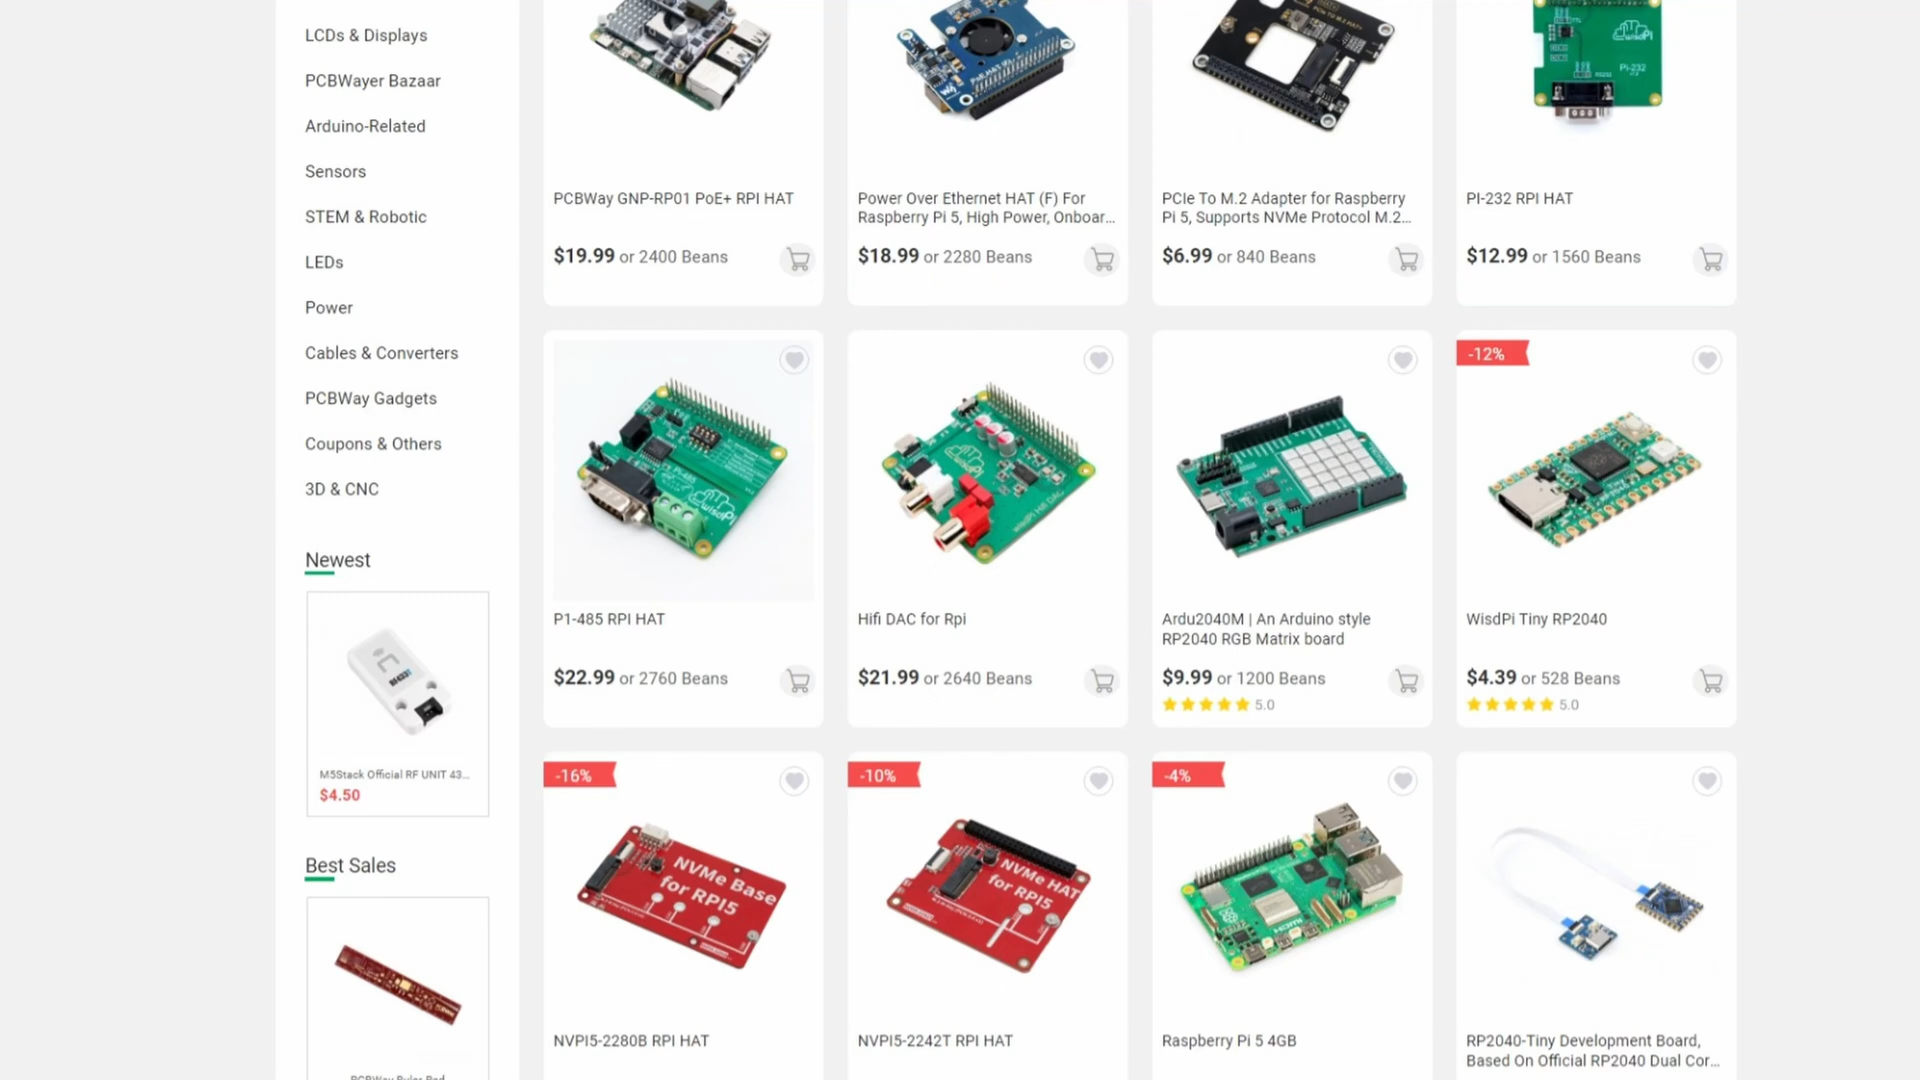 LCDs & Displays
PCBWayer Bazaar
Arduino-Related
Sensors
STEM & Robotic
LEDs
Power
Cables & Converters
PCBWay Gadgets
Coupons & Others
3D & CNC
Newest
M5Stack Official RF UNIT 43...
$4.50
Best Sales
PCBWay GNP-RP01 PoE+ RPI HAT
$19.99 or 2400 Beans
Power Over Ethernet HAT (F) For
Raspberry Pi 5, High Power, Onboar...
$18.99 or 2280 Beans
PCIe To M.2 Adapter for Raspberry
Pi 5, Supports NVMe Protocol M.2...
$6.99 or 840 Beans
Pi-232
PI-232 RPI HAT
$12.99 or 1560 Beans
P1-485 RPI HAT
$22.99 or 2760 Beans
wisdPi Hifi DAC
Hifi DAC for Rpi
$21.99 or 2640 Beans
Ardu2040M | An Arduino style
RP2040 RGB Matrix board
$9.99 or 1200 Beans
5.0
-12%
WisdPi Tiny RP2040
$4.39 or 528 Beans
5.0
-16%
NVMe Base
for RPI5
NVPI5-2280B RPI HAT
-10%
NVMe HAT
for RPI5
NVPI5-2242T RPI HAT
-4%
Raspberry Pi 5 4GB
RP2040-Tiny Development Board,
Based On Official RP2040 Dual Cor...